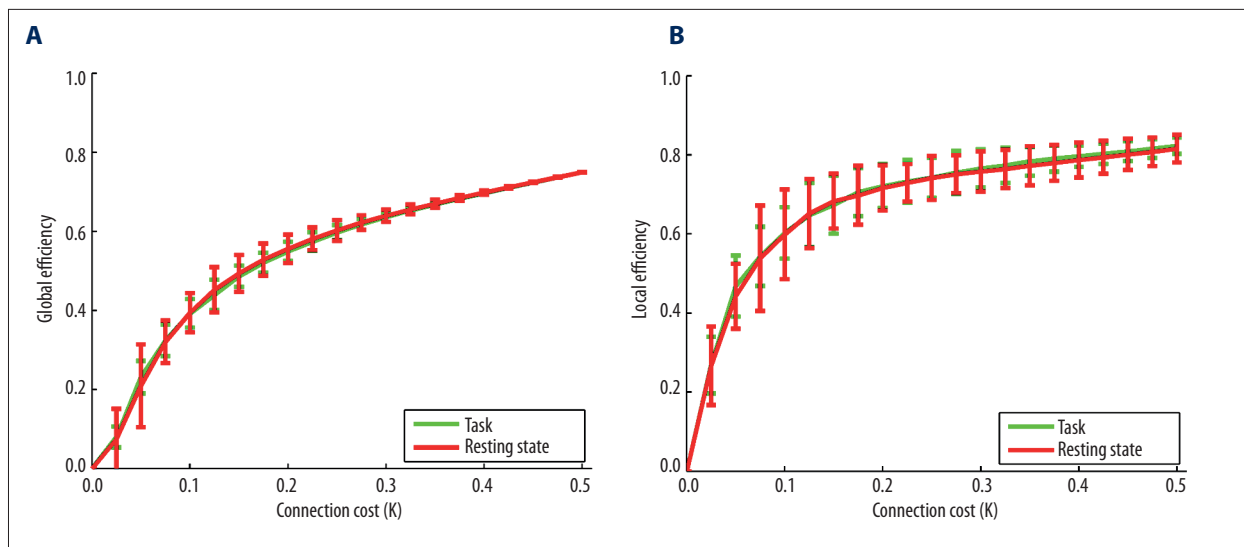 A
1.0
0.8
0.6
0.4
0.2
0.0
Global efficiency
Task
Resting state
0.0 0.1 0.2 0.3 0.4 0.5
Connection cost (K)
B
1.0
0.8
0.6
0.4
0.2
0.0
Local efficiency
Task
Resting state
0.0 0.1 0.2 0.3 0.4 0.5
Connection cost (K)